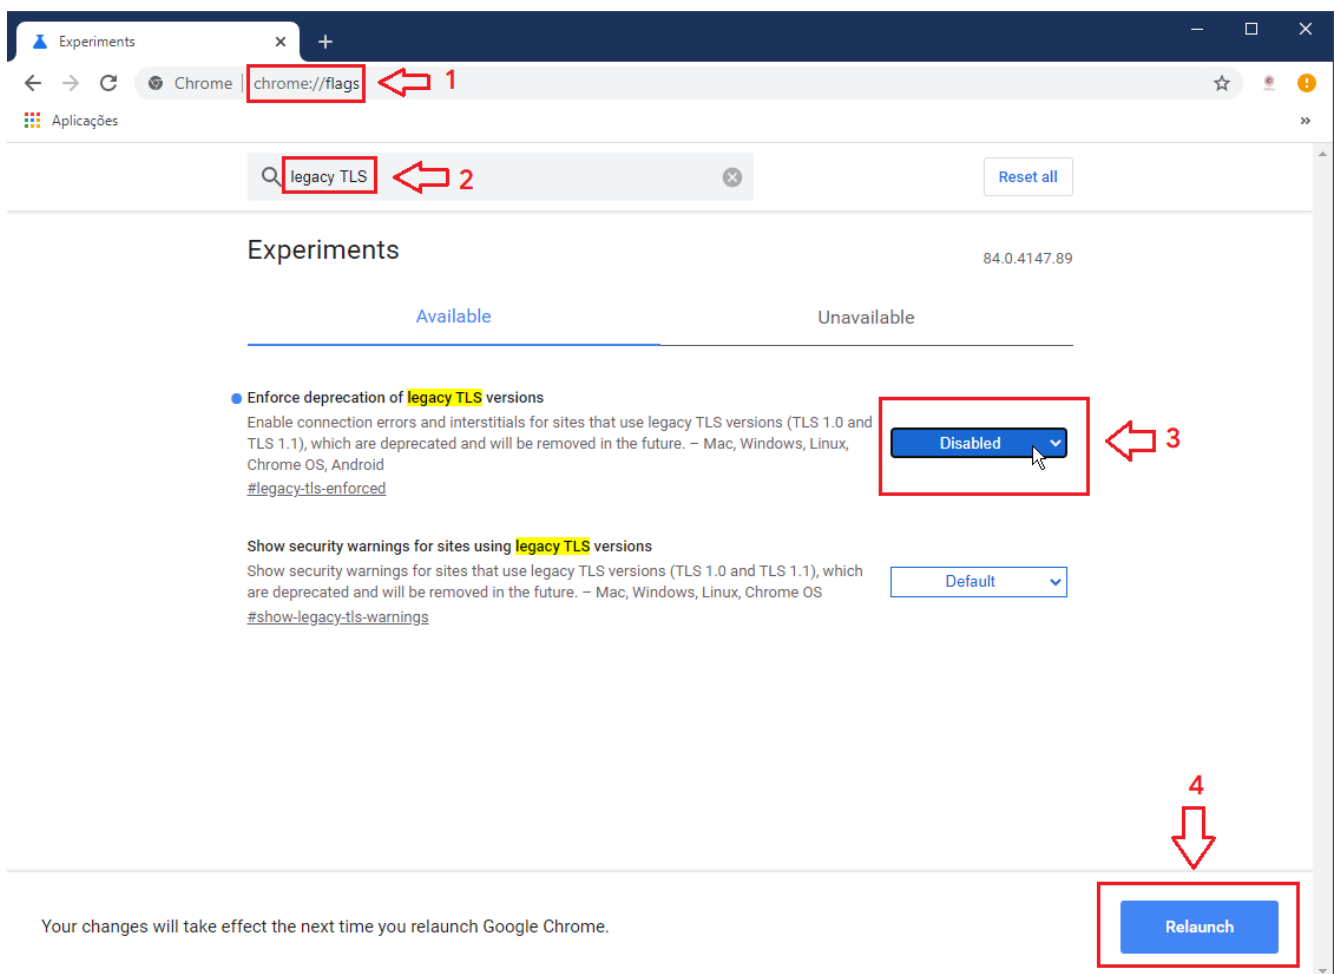 Experiments
Chrome | chrome://flags 1
Aplicações »
legacy TLS 2 Reset all
Experiments 84.0.4147.89
Available Unavailable
Enforce deprecation of legacy TLS versions
Enable connection errors and interstitials for sites that use legacy TLS versions (TLS 1.0 and
TLS 1.1), which are deprecated and will be removed in the future. – Mac, Windows, Linux,
Chrome OS, Android
#legacy-tls-enforced
Disabled 3
Show security warnings for sites using legacy TLS versions
Show security warnings for sites that use legacy TLS versions (TLS 1.0 and TLS 1.1), which
are deprecated and will be removed in the future. – Mac, Windows, Linux, Chrome OS
#show-legacy-tls-warnings
Default
4
Your changes will take effect the next time you relaunch Google Chrome. Relaunch